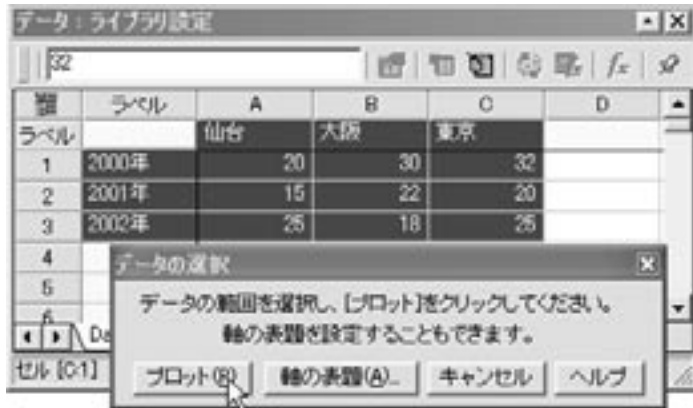 データ：ライブラリ設定
32
ラベル A B C D
ラベル 仙台 大阪 東京
1 2000年 20 30 32
2 2001年 15 22 20
3 2002年 25 18 25
4
データの選択
5
データの範囲を選択し、[プロット]をクリックしてください。
6
軸の表題を設定することもできます。
Da
セル [C:1]
プロット(R) 軸の表題(A)... キャンセル ヘルプ